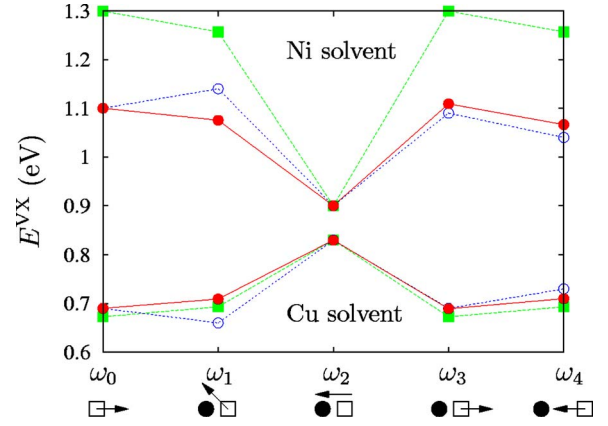 1.3
1.2
1.1
1
0.9
0.8
0.7
0.6
E^VX (eV)
Ni solvent
Cu solvent
ω₀ ω₁ ω₂ ω₃ ω₄